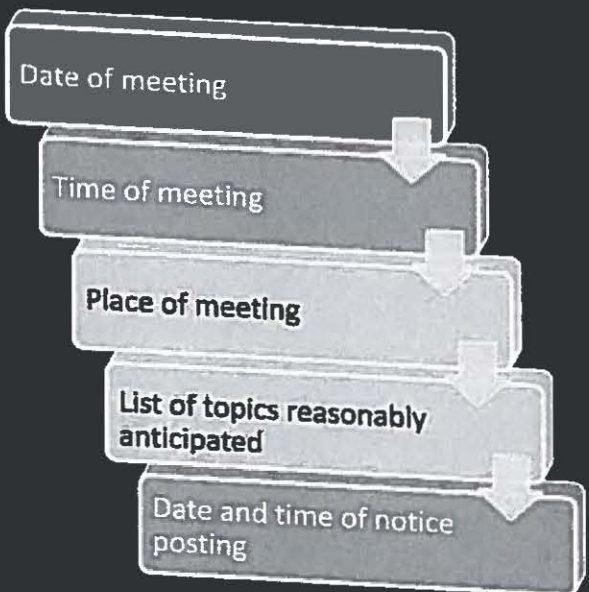 Date of meeting
Time of meeting
Place of meeting
List of topics reasonably
anticipated
Date and time of notice
posting